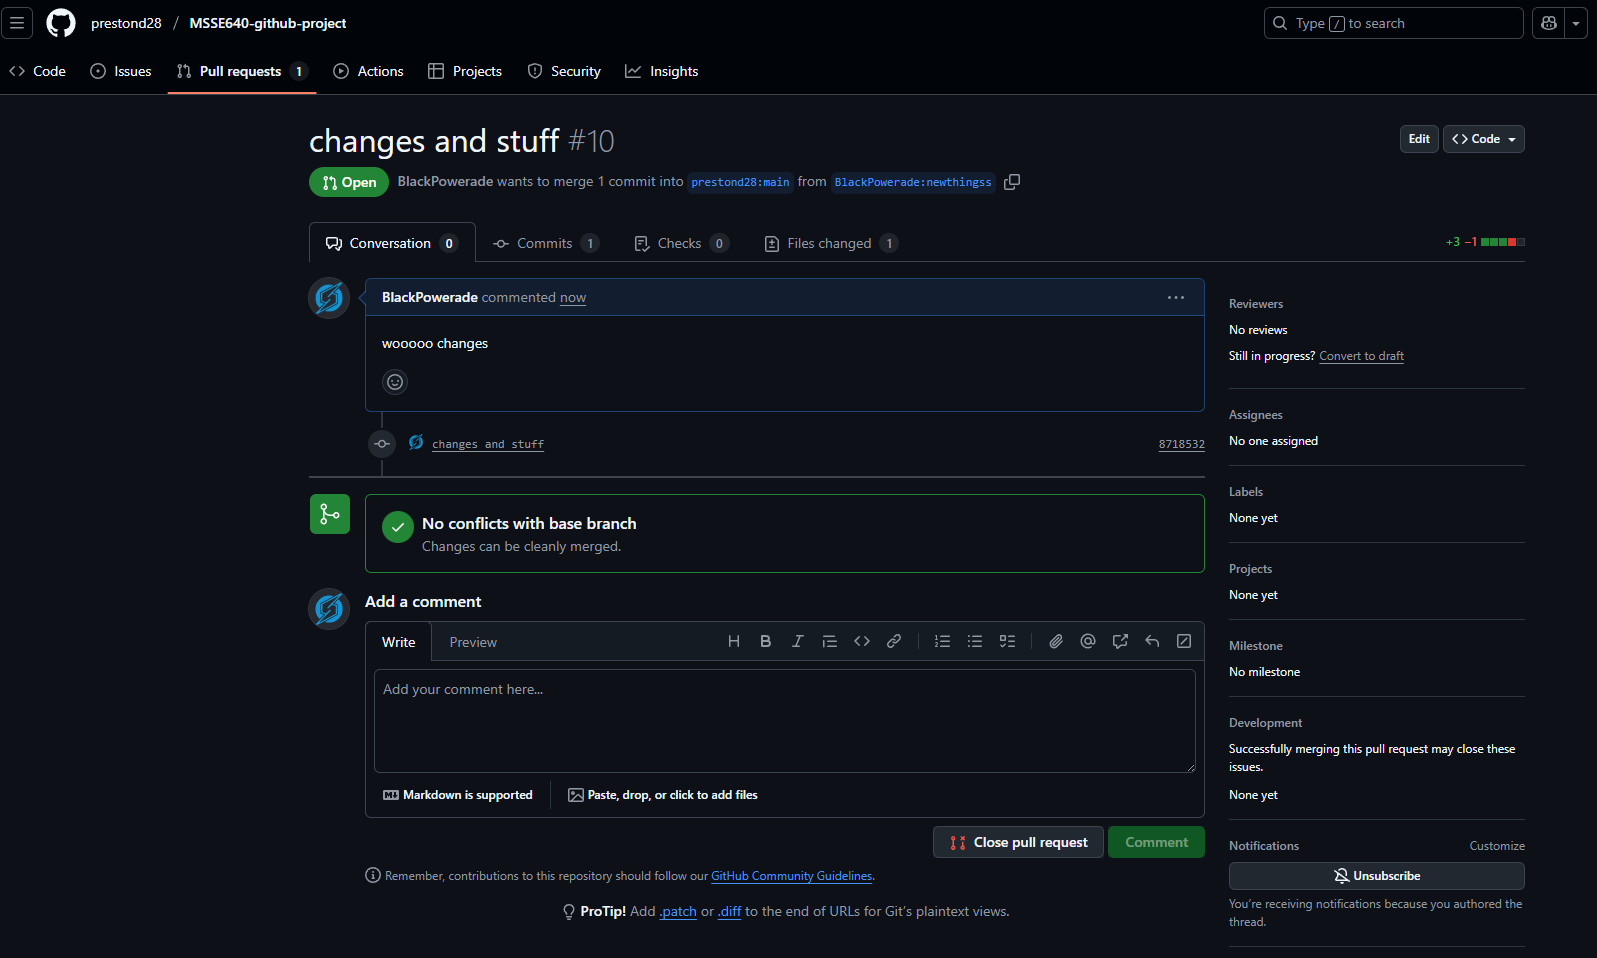 prestond28 / MSSE640-github-project
Type / to search
Code Issues Pull requests 1 Actions Projects Security Insights
changes and stuff #10
Edit Code
Open BlackPowerade wants to merge 1 commit into prestond28:main from BlackPowerade:newthingss
Conversation 0 Commits 1 Checks 0 Files changed 1
+3 −1
BlackPowerade commented now
wooooo changes
changes and stuff 8718532
No conflicts with base branch
Changes can be cleanly merged.
Add a comment
Write Preview
Add your comment here...
Markdown is supported
Paste, drop, or click to add files
Close pull request Comment
Remember, contributions to this repository should follow our GitHub Community Guidelines.
ProTip! Add .patch or .diff to the end of URLs for Git's plaintext views.
Reviewers
No reviews
Still in progress? Convert to draft
Assignees
No one assigned
Labels
None yet
Projects
None yet
Milestone
No milestone
Development
Successfully merging this pull request may close these
issues.
None yet
Notifications Customize
Unsubscribe
You're receiving notifications because you authored the
thread.